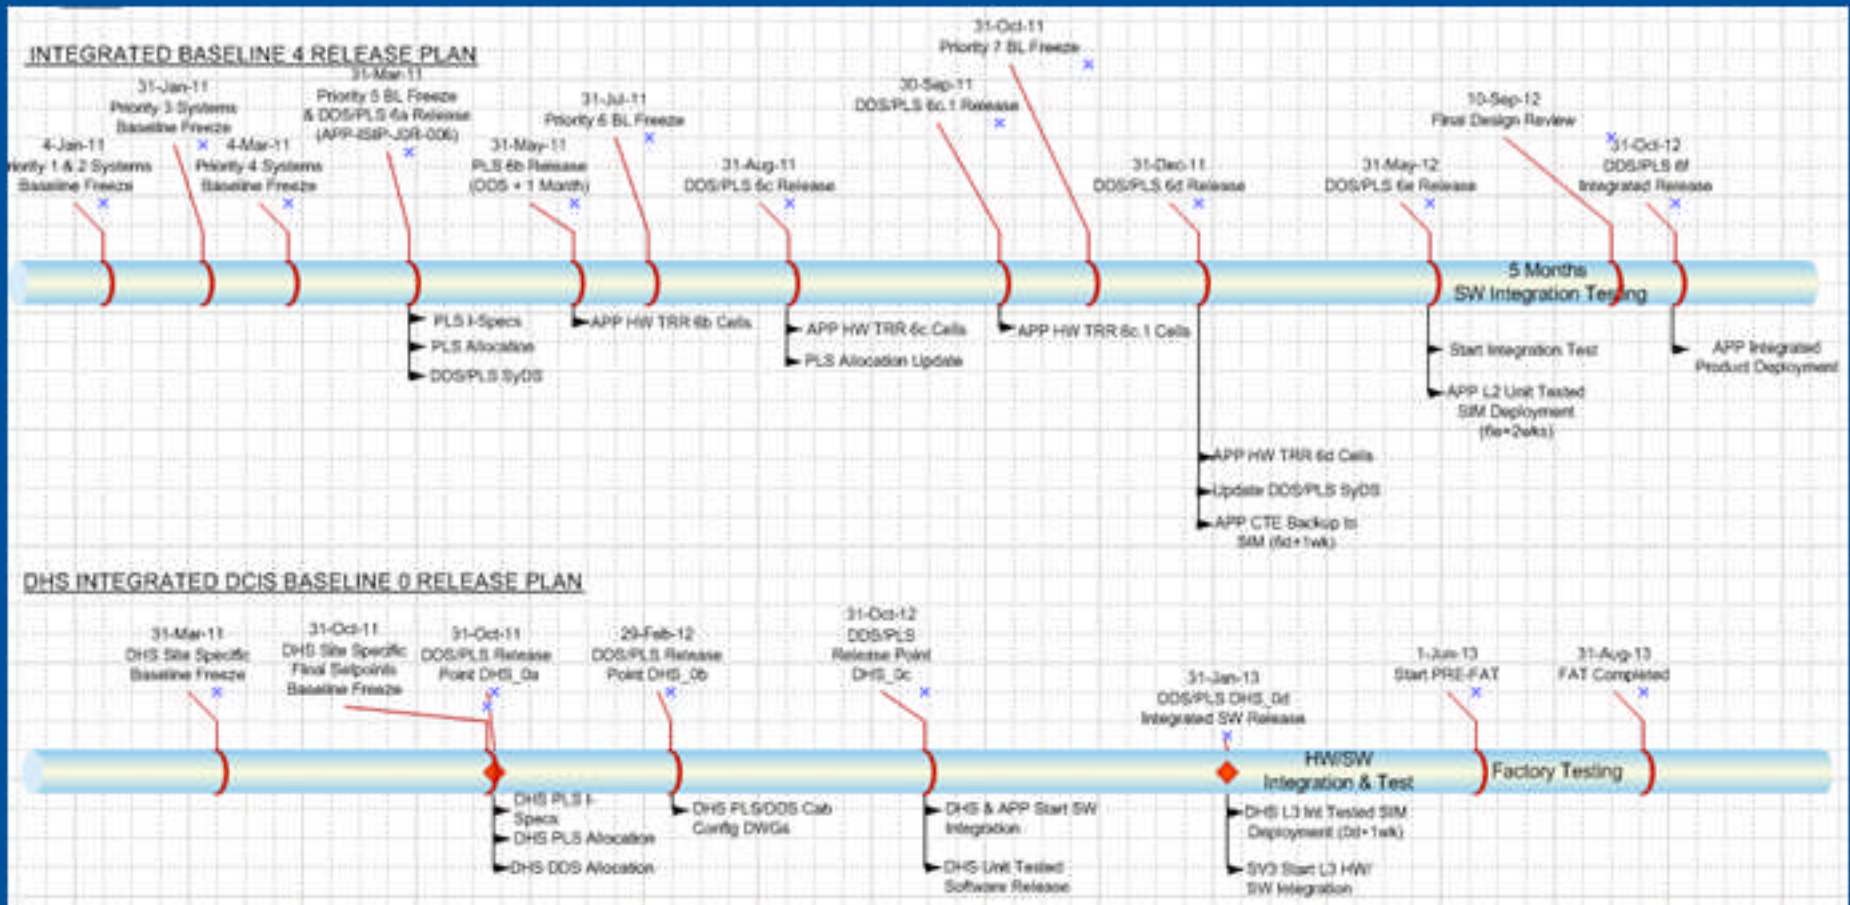 INTEGRATED BASELINE 4 RELEASE PLAN
4-Jan-11
riority 1 & 2 Systems
Baseline Freeze
31-Jan-11
Priority 3 Systems
Baseline Freeze
4-Mar-11
Priority 4 Systems
Baseline Freeze
31-Mar-11
Priority 5 BL Freeze
& DDS/PLS 6a Release
(APP-ISIP-JDR-006)
31-May-11
PLS 6b Release
(DDS + 1 Month)
31-Jul-11
Priority 6 BL Freeze
31-Aug-11
DDS/PLS 6c Release
30-Sep-11
DDS/PLS 6c.1 Release
31-Oct-11
Priority 7 BL Freeze
31-Dec-11
DDS/PLS 6d Release
31-May-12
DDS/PLS 6e Release
10-Sep-12
Final Design Review
31-Oct-12
DDS/PLS 6f
Integrated Release
5 Months
SW Integration Testing
PLS I-Specs
PLS Allocation
DDS/PLS SyDS
APP HW TRR 6b Cells
APP HW TRR 6c Cells
PLS Allocation Update
APP HW TRR 6c.1 Cells
APP HW TRR 6d Cells
Update DDS/PLS SyDS
APP CTE Backup to
SIM (6d+1wk)
Start Integration Test
APP L2 Unit Tested
SIM Deployment
(6e+2wks)
APP Integrated
Product Deployment
DHS INTEGRATED DCIS BASELINE 0 RELEASE PLAN
31-Mar-11
DHS Site Specific
Baseline Freeze
31-Oct-11
DHS Site Specific
Final Setpoints
Baseline Freeze
31-Oct-11
DDS/PLS Release
Point DHS_0a
29-Feb-12
DDS/PLS Release
Point DHS_0b
31-Oct-12
DDS/PLS
Release Point
DHS_0c
31-Jan-13
DDS/PLS DHS_0d
Integrated SW Release
1-Jun-13
Start PRE-FAT
31-Aug-13
FAT Completed
HW/SW
Integration & Test
Factory Testing
DHS PLS I-
Specs
DHS PLS Allocation
DHS DDS Allocation
DHS PLS/DDS Cab
Config DWGs
DHS & APP Start SW
Integration
DHS Unit Tested
Software Release
DHS L3 Int Tested SIM
Deployment (0d+1wk)
SV3 Start L3 HW/
SW Integration